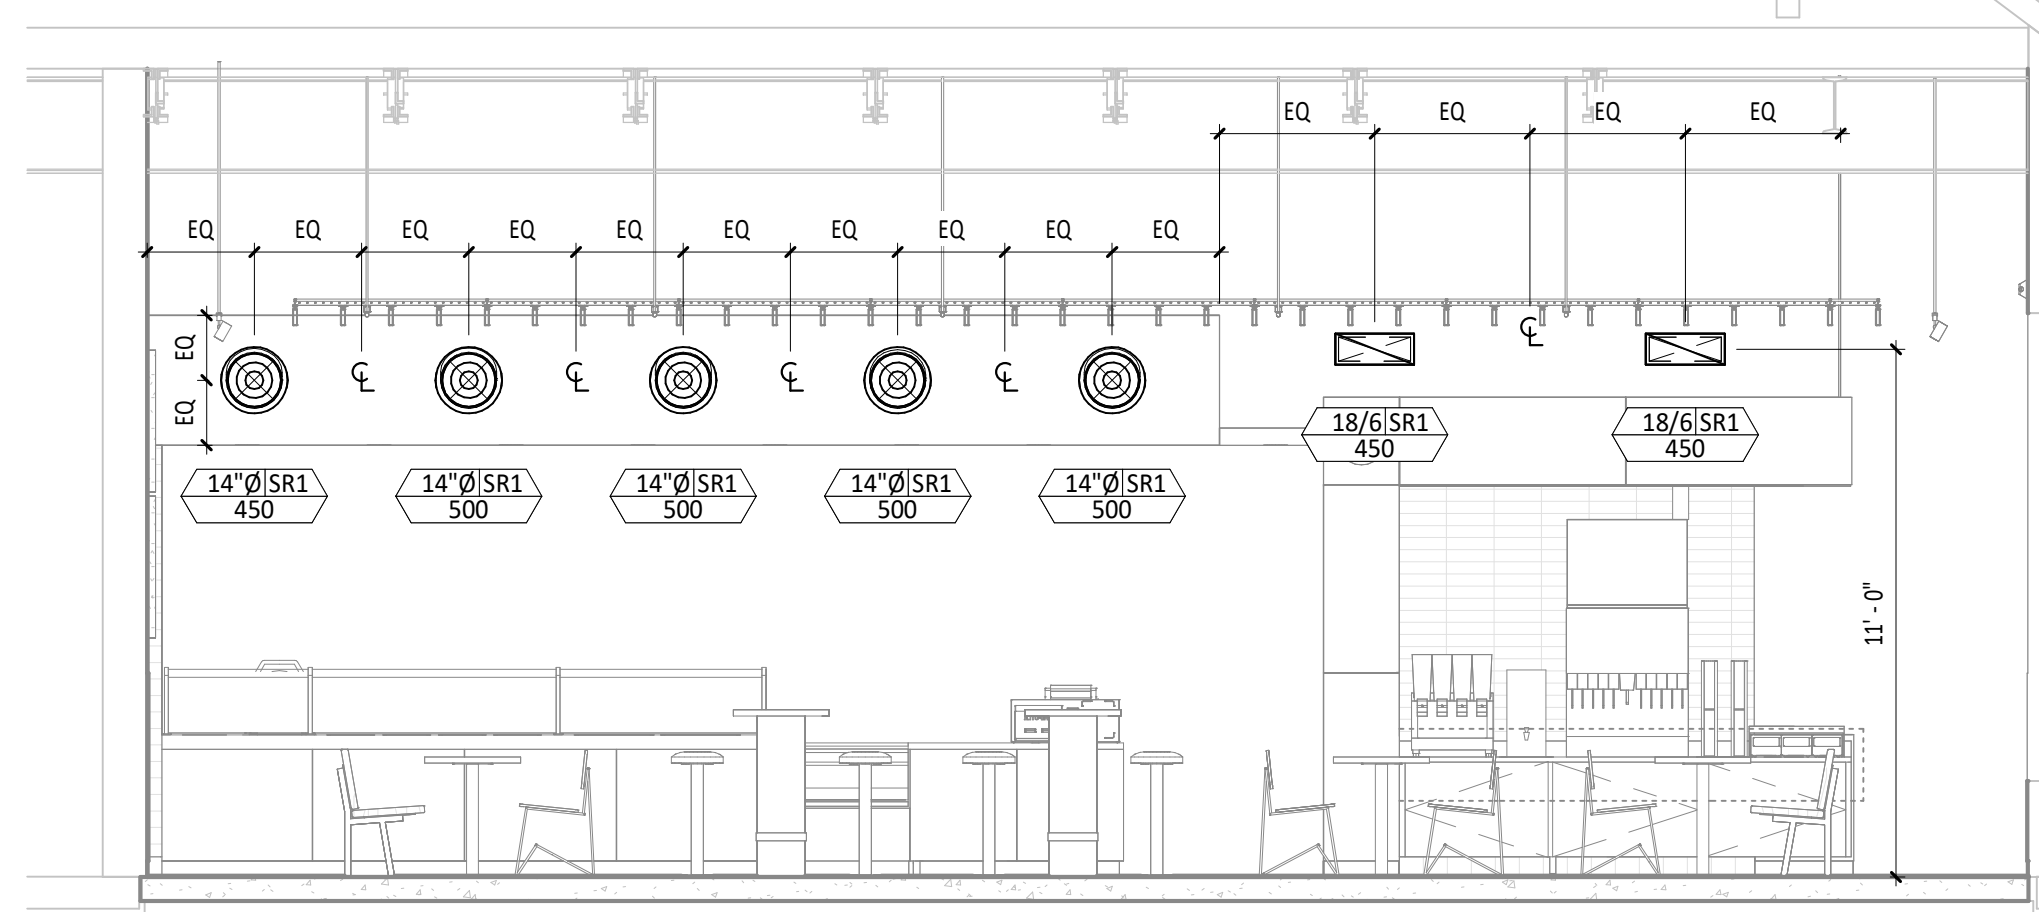 EQ EQ EQ EQ
EQ EQ EQ EQ EQ EQ EQ EQ EQ EQ
EQ
EQ
℄ ℄ ℄ ℄ ℄
18/6 SR1 18/6 SR1
450 450
14"Ø SR1 14"Ø SR1 14"Ø SR1 14"Ø SR1 14"Ø SR1
450 500 500 500 500
11' - 0"